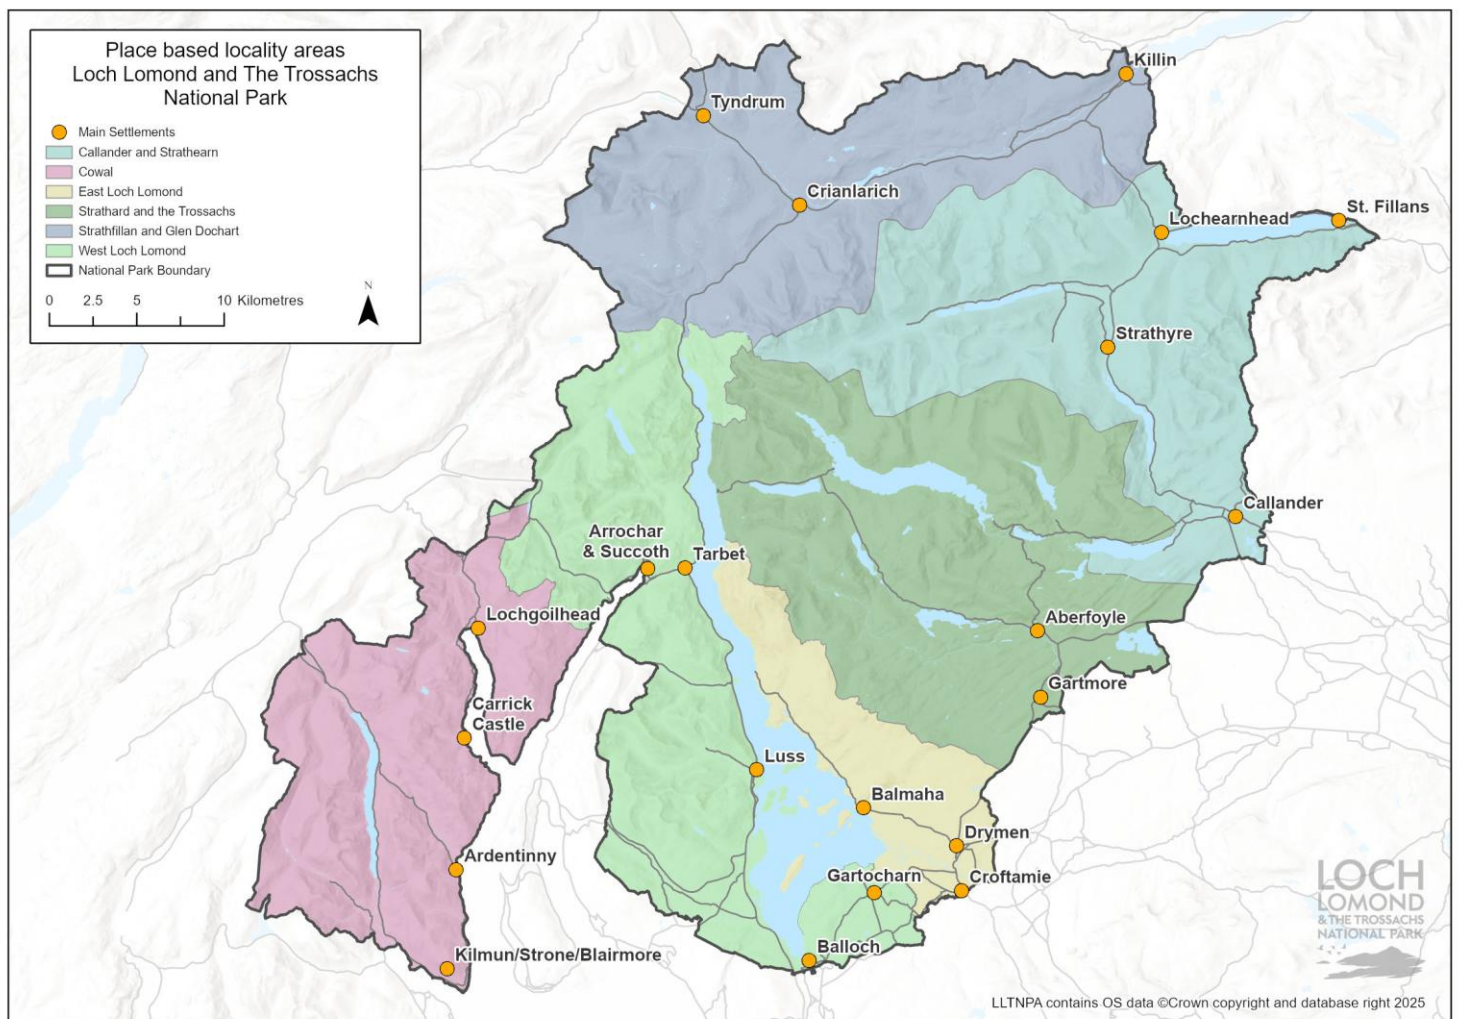 Place based locality areas
Loch Lomond and The Trossachs
National Park
Main Settlements
Callander and Strathearn
Cowal
East Loch Lomond
Strathard and the Trossachs
Strathfillan and Glen Dochart
West Loch Lomond
National Park Boundary
0 2.5 5 10 Kilometres
N
Killin
Tyndrum
Crianlarich
St. Fillans
Lochearnhead
Strathyre
Callander
Arrochar
& Succoth
Tarbet
Lochgoilhead
Aberfoyle
Gartmore
Carrick
Castle
Luss
Balmaha
Drymen
Ardentinny
Gartocharn
Croftamie
Balloch
Kilmun/Strone/Blairmore
LOCH
LOMOND
& THE TROSSACHS
NATIONAL PARK
LLTNPA contains OS data ©Crown copyright and database right 2025